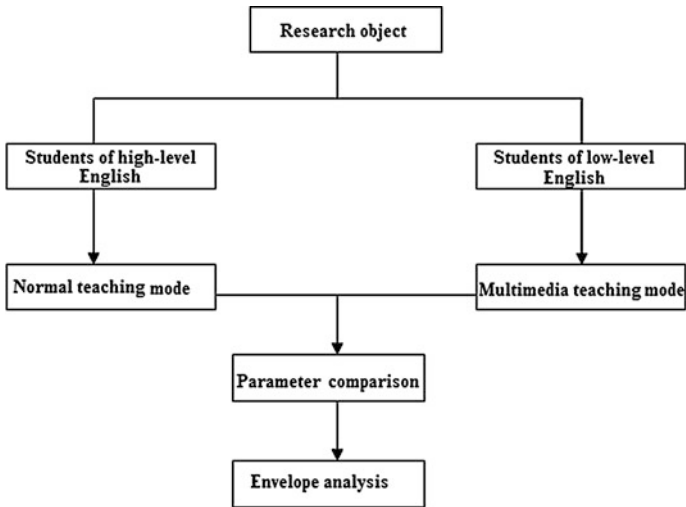 Research object
Students of high-level
English
Students of low-level
English
Normal teaching mode
Multimedia teaching mode
Parameter comparison
Envelope analysis